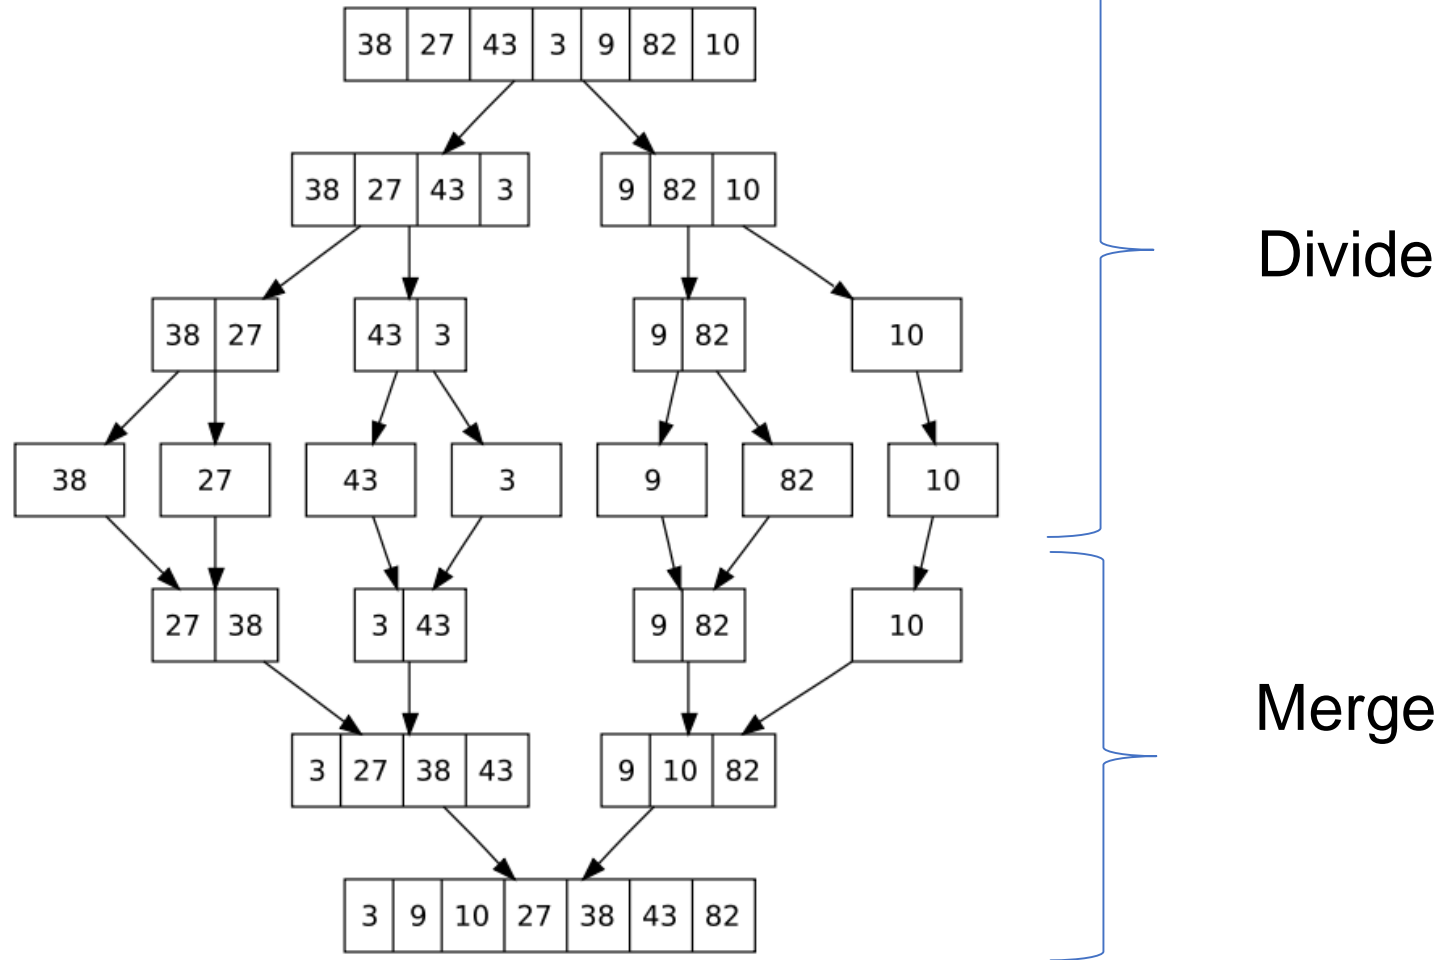 38 27 43 3 9 82 10
38 27 43 3 9 82 10
Divide
38 27 43 3 9 82 10
38 27 43 3 9 82 10
27 38 3 43 9 82 10
Merge
3 27 38 43 9 10 82
3 9 10 27 38 43 82